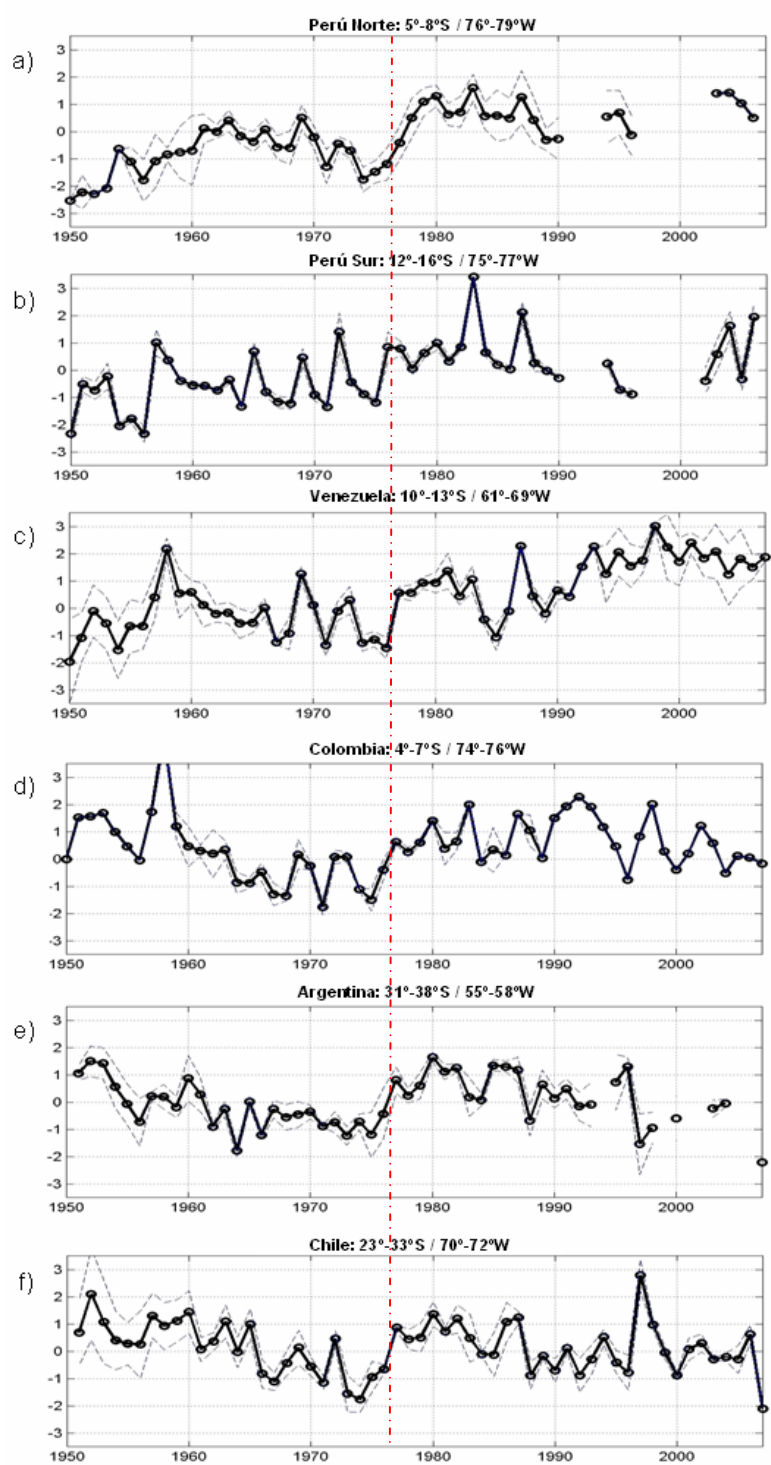 Perú Norte: 5º-8ºS / 76º-79ºW
a)
3
2
1
0
-1
-2
-3
1950 1960 1970 1980 1990 2000
Perú Sur: 12º-16ºS / 75º-77ºW
b)
3
2
1
0
-1
-2
-3
1950 1960 1970 1980 1990 2000
Venezuela: 10º-13ºS / 61º-69ºW
c)
3
2
1
0
-1
-2
-3
1950 1960 1970 1980 1990 2000
Colombia: 4º-7ºS / 74º-76ºW
d)
3
2
1
0
-1
-2
-3
1950 1960 1970 1980 1990 2000
Argentina: 31º-38ºS / 55º-58ºW
e)
3
2
1
0
-1
-2
-3
1950 1960 1970 1980 1990 2000
Chile: 23º-33ºS / 70º-72ºW
f)
3
2
1
0
-1
-2
-3
1950 1960 1970 1980 1990 2000